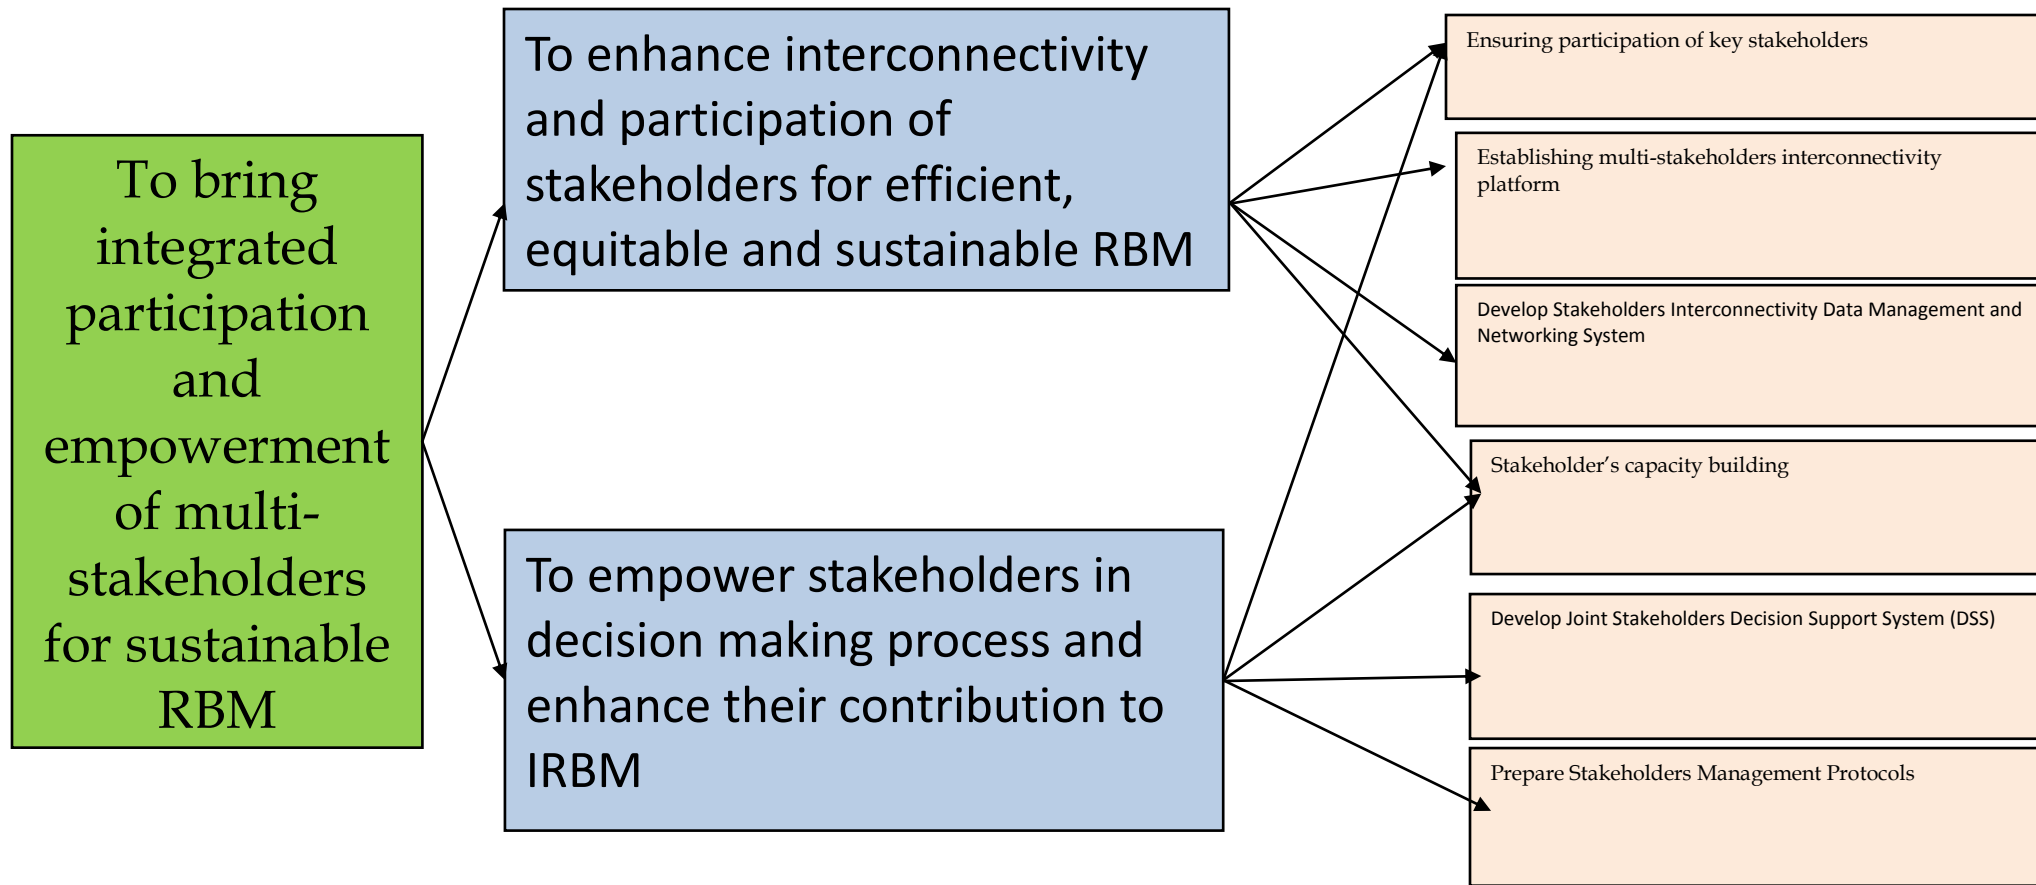 To bring
integrated
participation
and
empowerment
of multi-
stakeholders
for sustainable
RBM
To enhance interconnectivity
and participation of
stakeholders for efficient,
equitable and sustainable RBM
To empower stakeholders in
decision making process and
enhance their contribution to
IRBM
Ensuring participation of key stakeholders
Establishing multi-stakeholders interconnectivity
platform
Develop Stakeholders Interconnectivity Data Management and
Networking System
Stakeholder’s capacity building
Develop Joint Stakeholders Decision Support System (DSS)
Prepare Stakeholders Management Protocols